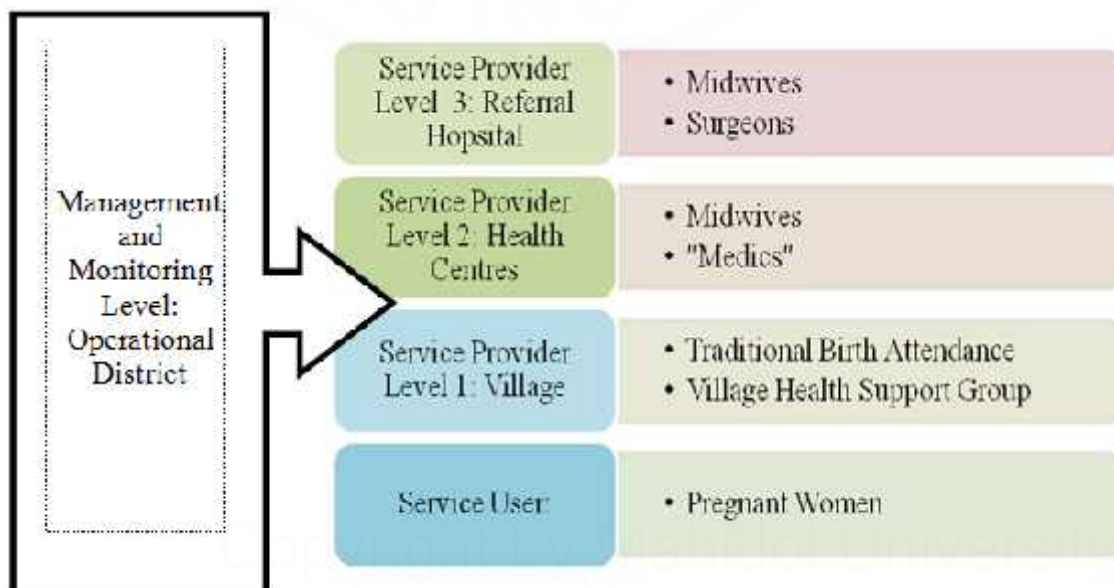 Management
and
Monitoring
Level:
Operational
District
Service Provider
Level 3: Referral
Hopsital
• Midwives
• Surgeons
Service Provider
Level 2: Health
Centres
• Midwives
• "Medics"
Service Provider
Level 1: Village
• Traditional Birth Attendance
• Village Health Support Group
Service User:
• Pregnant Women